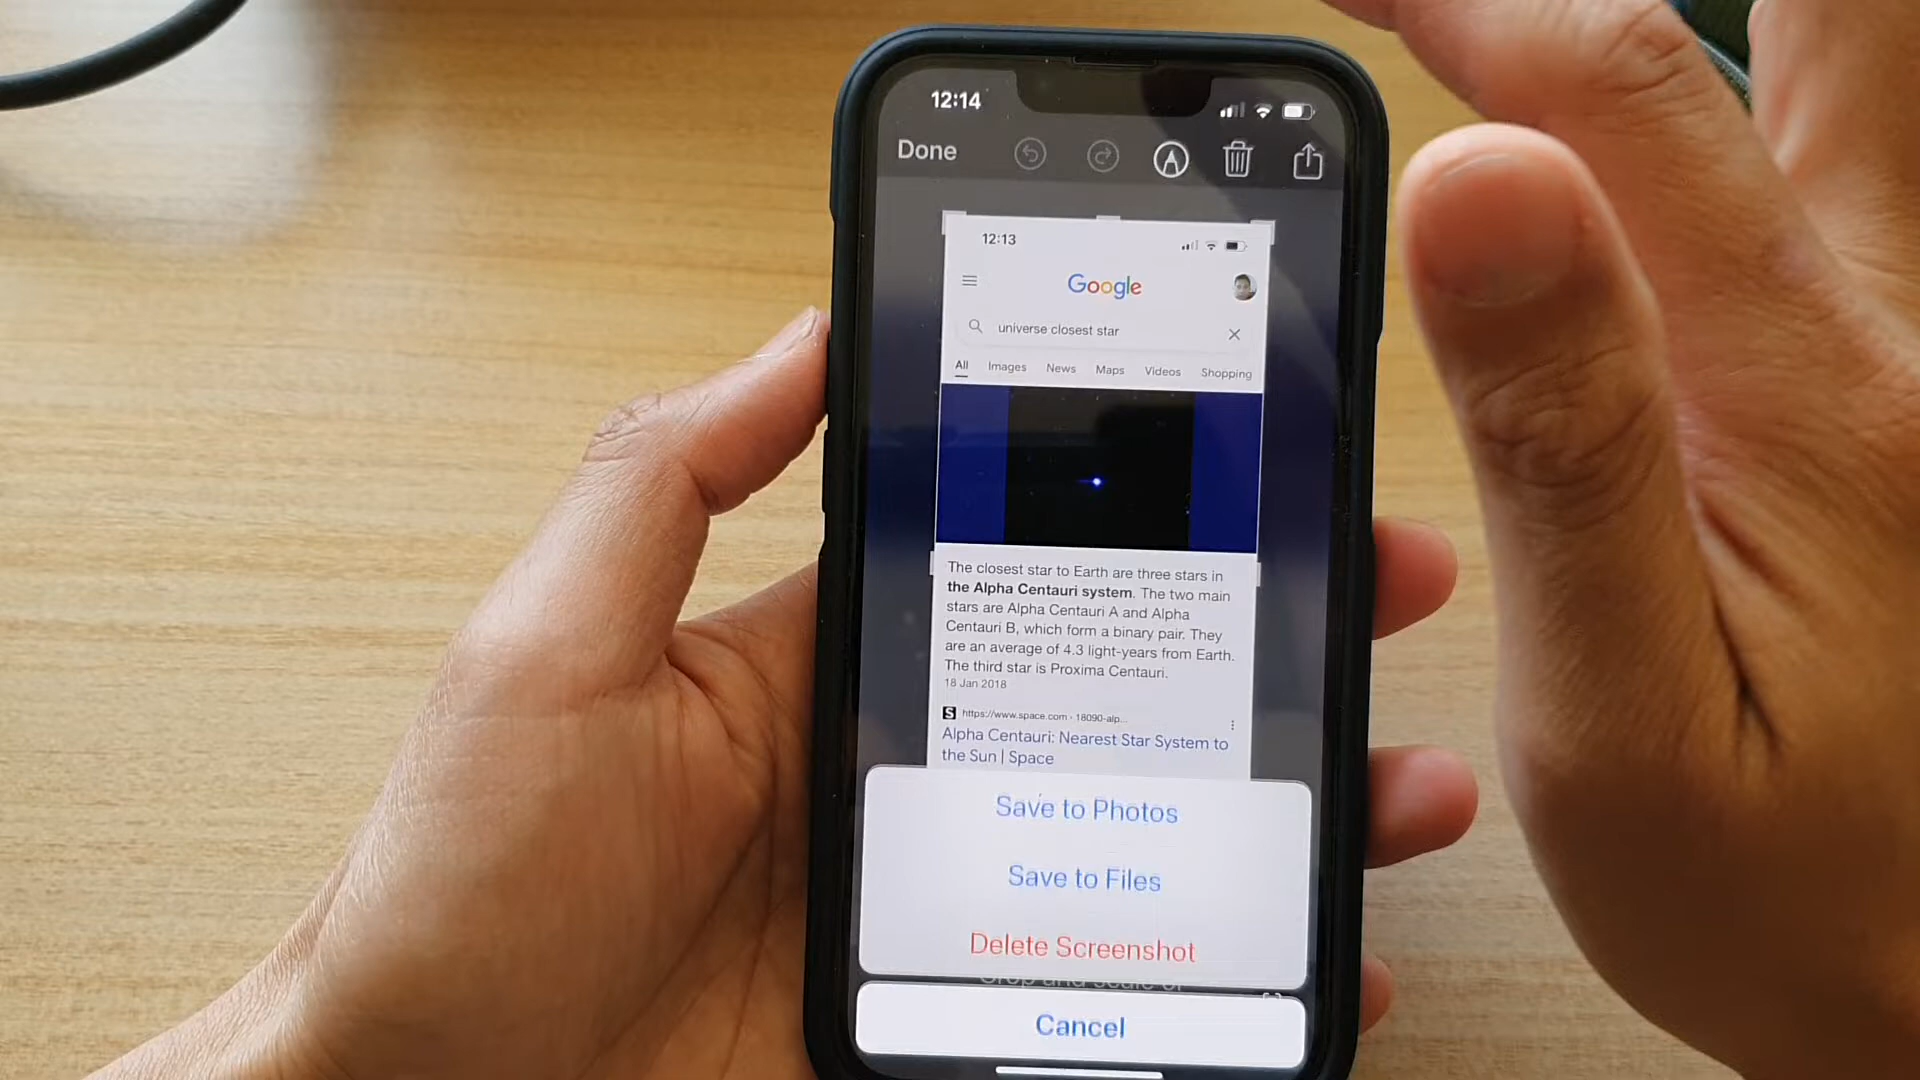 12:14
Done
12:13
Google
universe closest star
All Images News Maps Videos Shopping
The closest star to Earth are three stars in
the Alpha Centauri system. The two main
stars are Alpha Centauri A and Alpha
Centauri B, which form a binary pair. They
are an average of 4.3 light-years from Earth.
The third star is Proxima Centauri.
18 Jan 2018
S https://www.space.com › 18090-alp...
Alpha Centauri: Nearest Star System to
the Sun | Space
Save to Photos
Save to Files
Delete Screenshot
Cancel